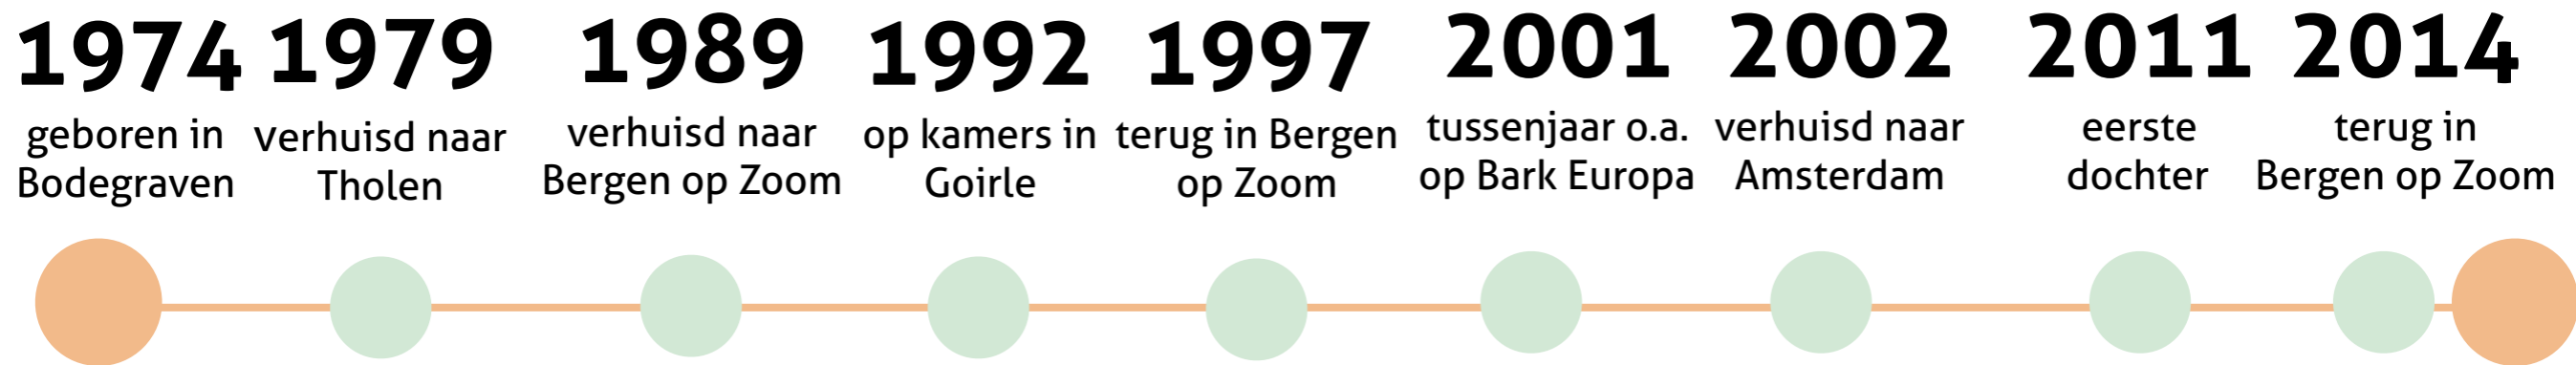 1974
geboren in
Bodegraven
1979
verhuisd naar
Tholen
1989
verhuisd naar
Bergen op Zoom
1992
op kamers in
Goirle
1997
terug in Bergen
op Zoom
2001
tussenjaar o.a.
op Bark Europa
2002
verhuisd naar
Amsterdam
2011
eerste
dochter
2014
terug in
Bergen op Zoom